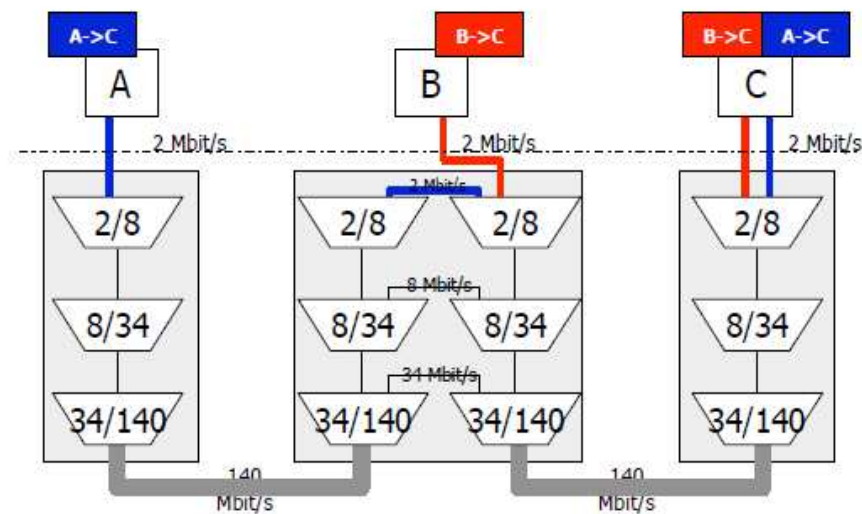 A->C
B->C
B->C
A->C
A
B
C
2 Mbit/s
2 Mbit/s
2 Mbit/s
2 Mbit/s
2/8
2/8
2/8
2/8
8 Mbit/s
8/34
8/34
8/34
8/34
34 Mbit/s
34/140
34/140
34/140
34/140
140
Mbit/s
140
Mbit/s